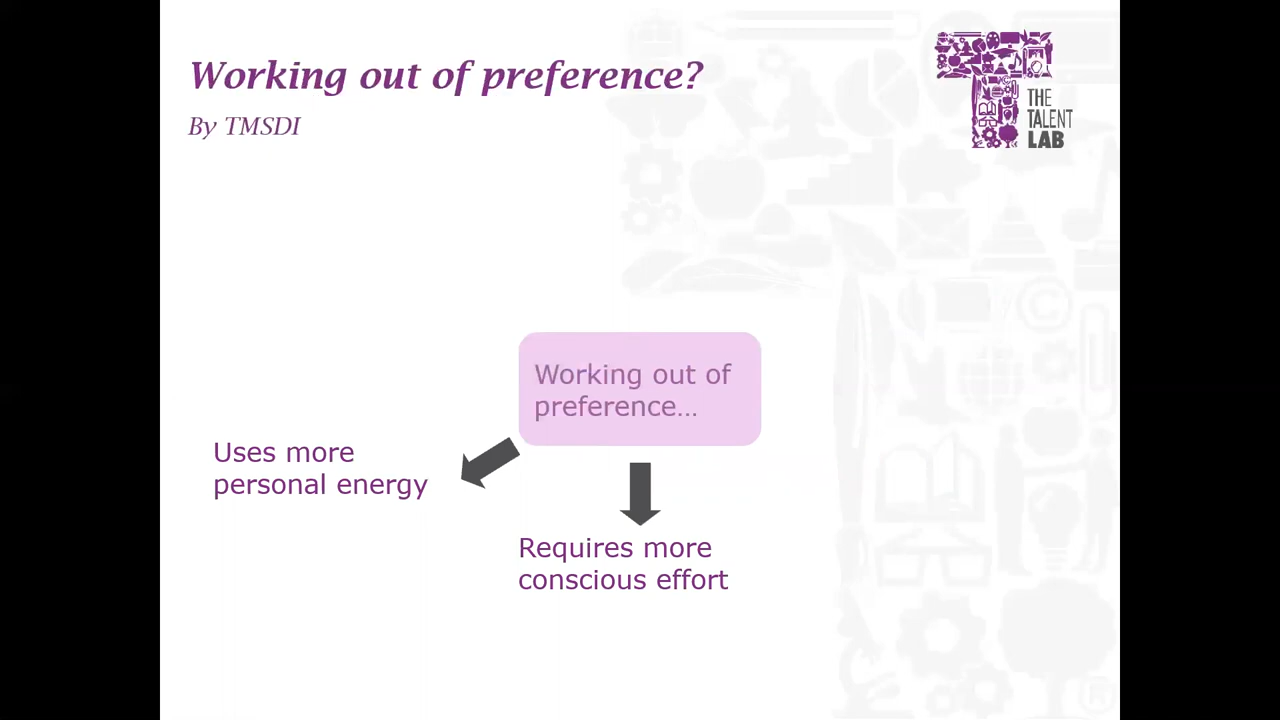 Working out of preference?
By TMSDI
THE
TALENT
LAB
Working out of
preference…
Uses more
personal energy
Requires more
conscious effort